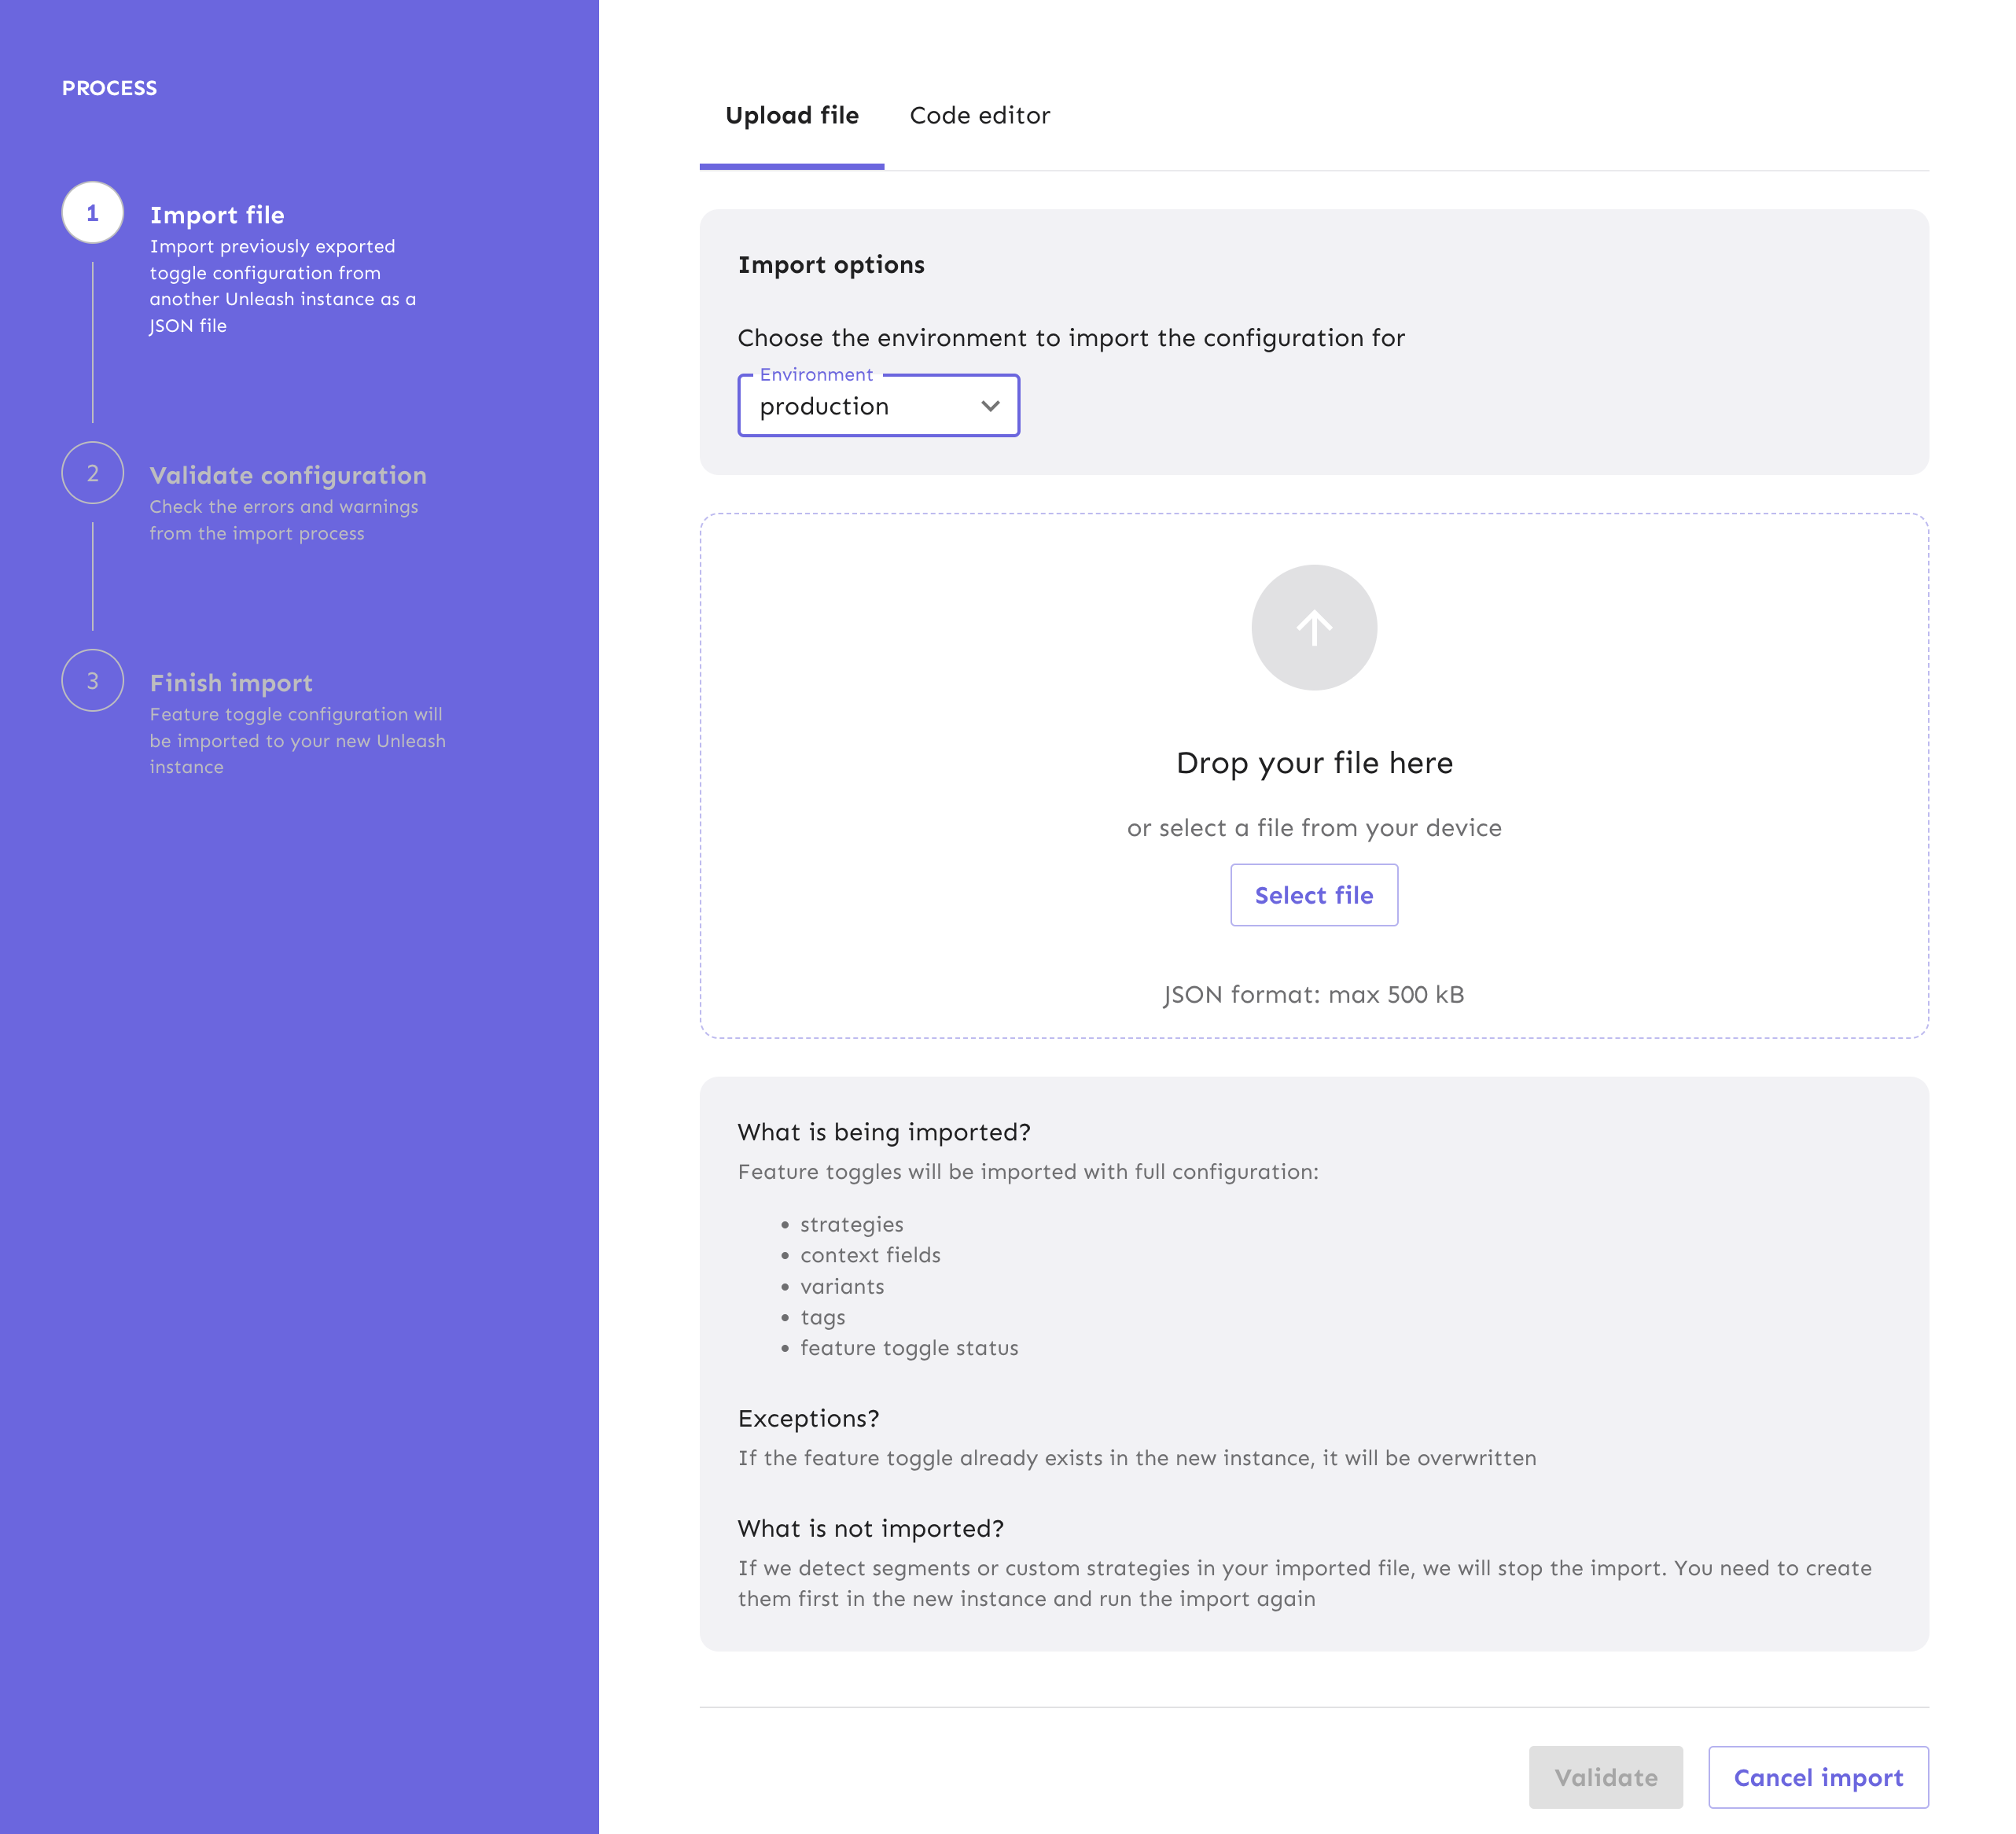 PROCESS
1
Import file
Import previously exported
toggle configuration from
another Unleash instance as a
JSON file
2
Validate configuration
Check the errors and warnings
from the import process
3
Finish import
Feature toggle configuration will
be imported to your new Unleash
instance
Upload file
Code editor
Import options
Choose the environment to import the configuration for
Environment
production
Drop your file here
or select a file from your device
Select file
JSON format: max 500 kB
What is being imported?
Feature toggles will be imported with full configuration:
• strategies
• context fields
• variants
• tags
• feature toggle status
Exceptions?
If the feature toggle already exists in the new instance, it will be overwritten
What is not imported?
If we detect segments or custom strategies in your imported file, we will stop the import. You need to create
them first in the new instance and run the import again
Validate
Cancel import